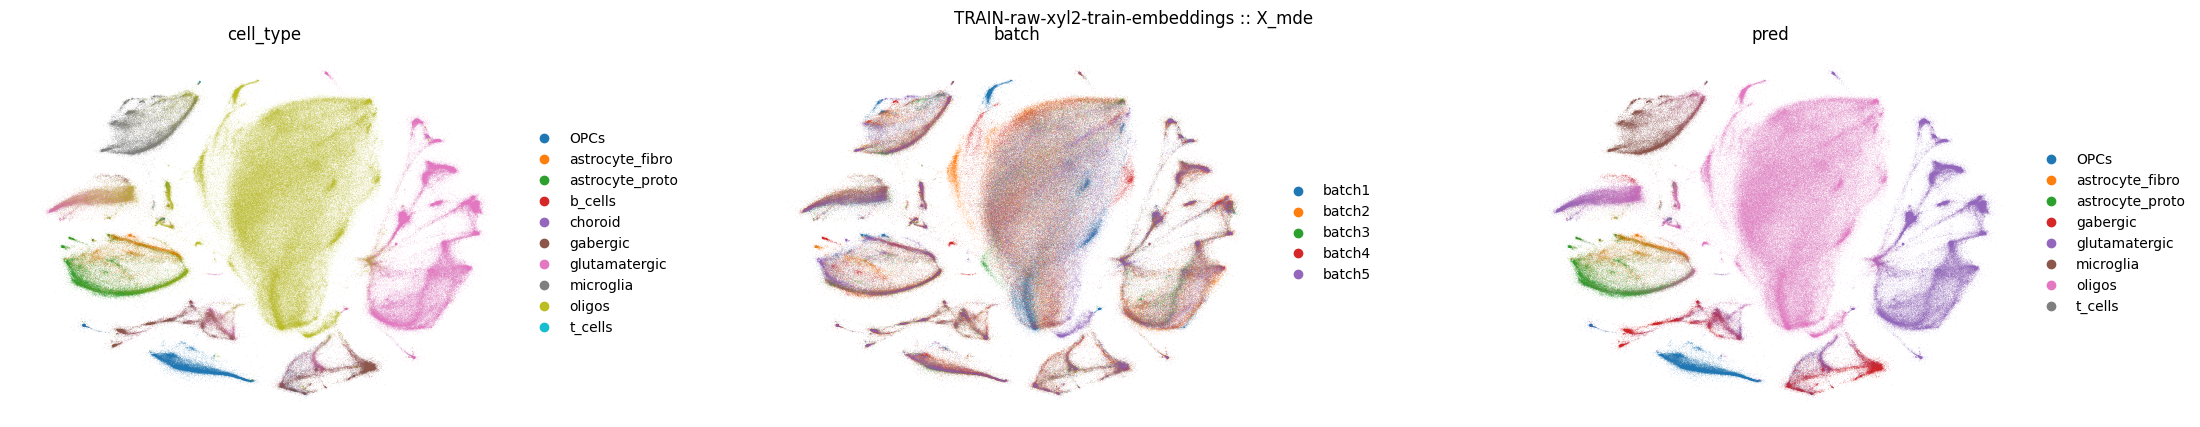 TRAIN-raw-xyl2-train-embeddings :: X_mde
cell_type
OPCs
astrocyte_fibro
astrocyte_proto
b_cells
choroid
gabergic
glutamatergic
microglia
oligos
t_cells
batch
batch1
batch2
batch3
batch4
batch5
pred
OPCs
astrocyte_fibro
astrocyte_proto
gabergic
glutamatergic
microglia
oligos
t_cells